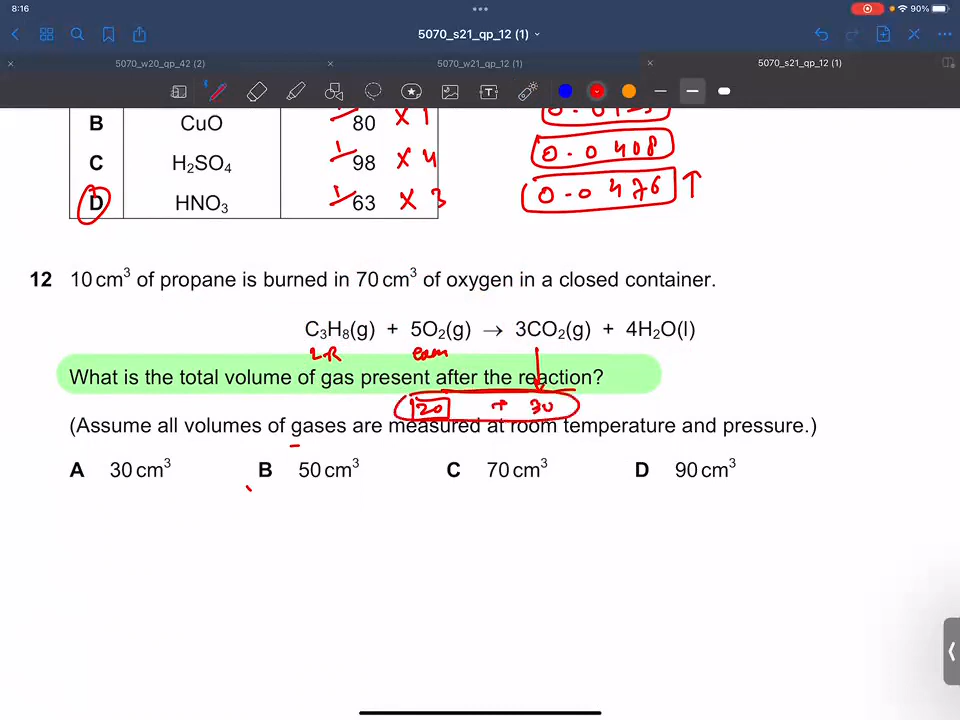 8:16
90%
5070_s21_qp_12 (1)
5070_w20_qp_42 (2)
5070_w21_qp_12 (1)
5070_s21_qp_12 (1)
B CuO 80 × 1
C H₂SO₄ 1 98 × 4 0.0408
D HNO₃ 1 63 × 3 0.0476 ↑
12 10 cm³ of propane is burned in 70 cm³ of oxygen in a closed container.
C₃H₈(g) + 5O₂(g) → 3CO₂(g) + 4H₂O(l)
L.R
What is the total volume of gas present after the reaction?
20 + 30
(Assume all volumes of gases are measured at room temperature and pressure.)
A 30 cm³ B 50 cm³ C 70 cm³ D 90 cm³